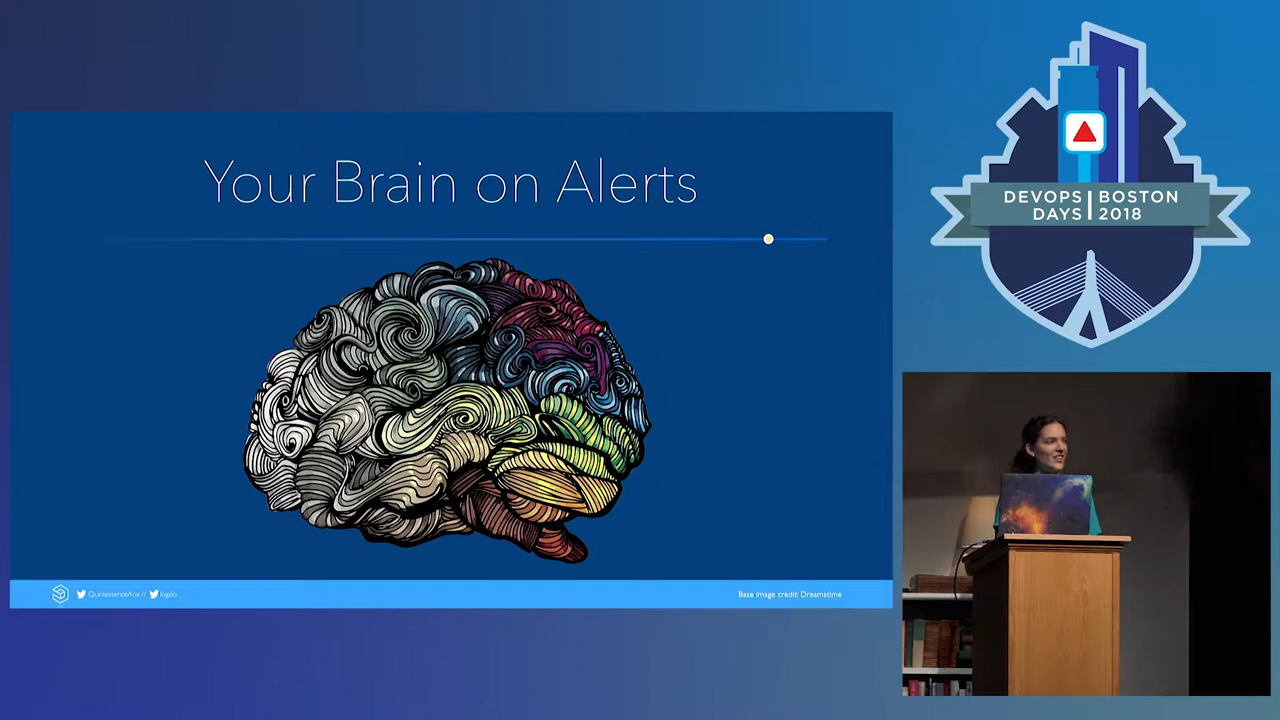 Your Brain on Alerts
QuintessenceAnx // logzio
Base image credit: Dreamstime
DEVOPS | BOSTON
DAYS | 2018